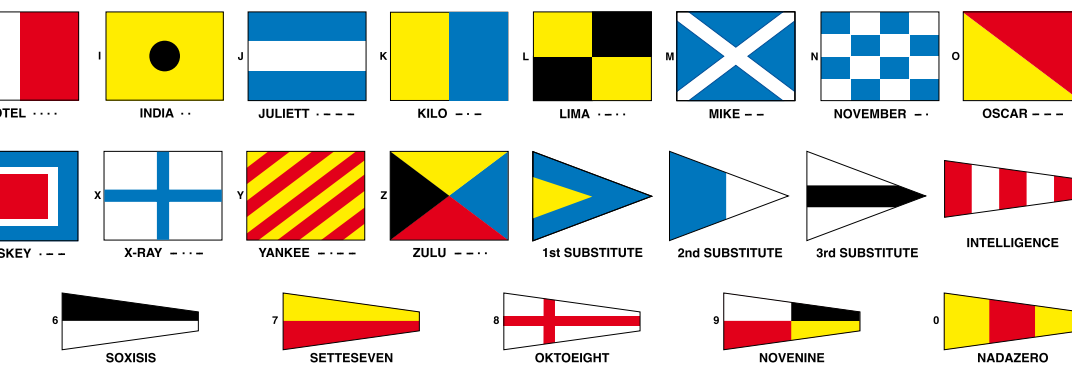 I J K L M N O
OTEL ···· INDIA ·· JULIETT ·--- KILO -·- LIMA ·-·· MIKE -- NOVEMBER -· OSCAR ---
X Y Z
SKEY ·-- X-RAY -··- YANKEE -·-- ZULU --·· 1st SUBSTITUTE 2nd SUBSTITUTE 3rd SUBSTITUTE INTELLIGENCE
6 7 8 9 0
SOXISIS SETTESEVEN OKTOEIGHT NOVENINE NADAZERO